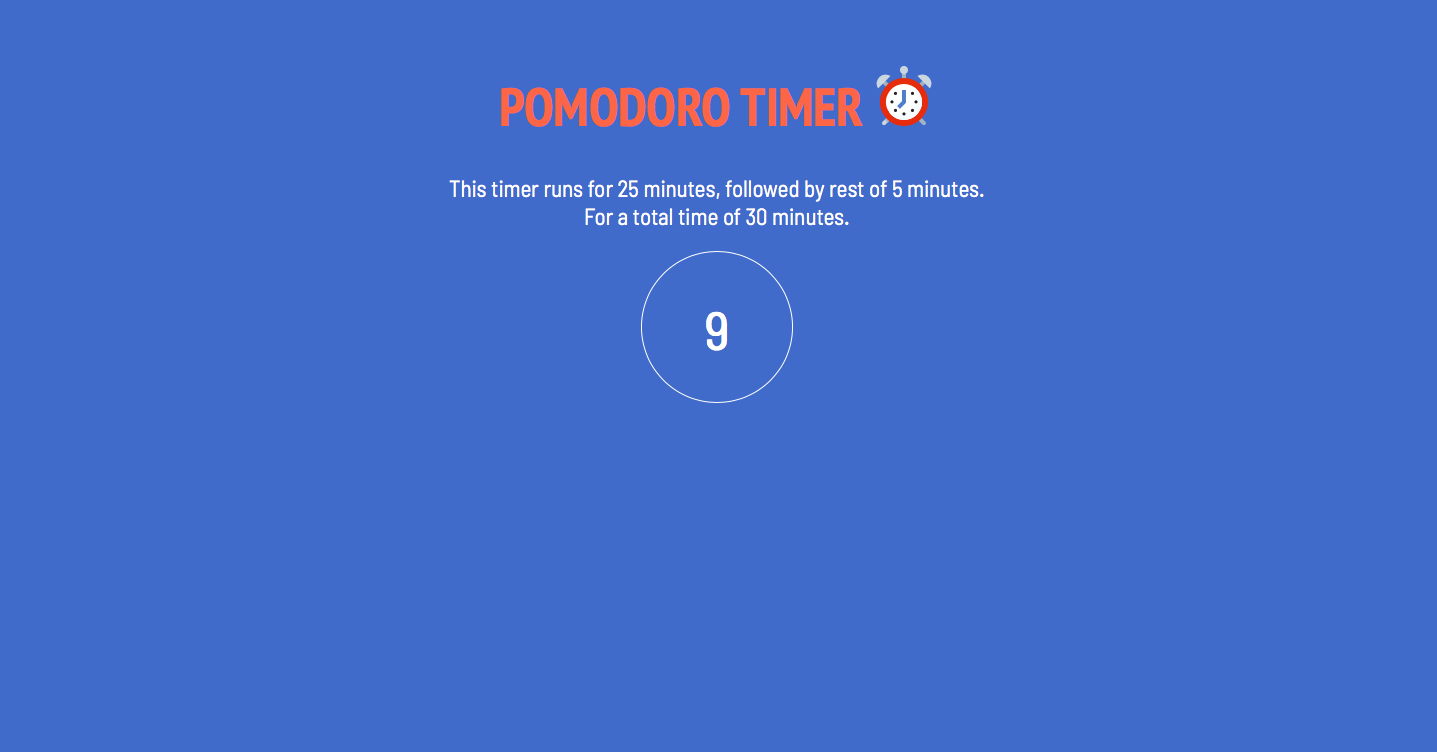 POMODORO TIMER
This timer runs for 25 minutes, followed by rest of 5 minutes.
For a total time of 30 minutes.
9